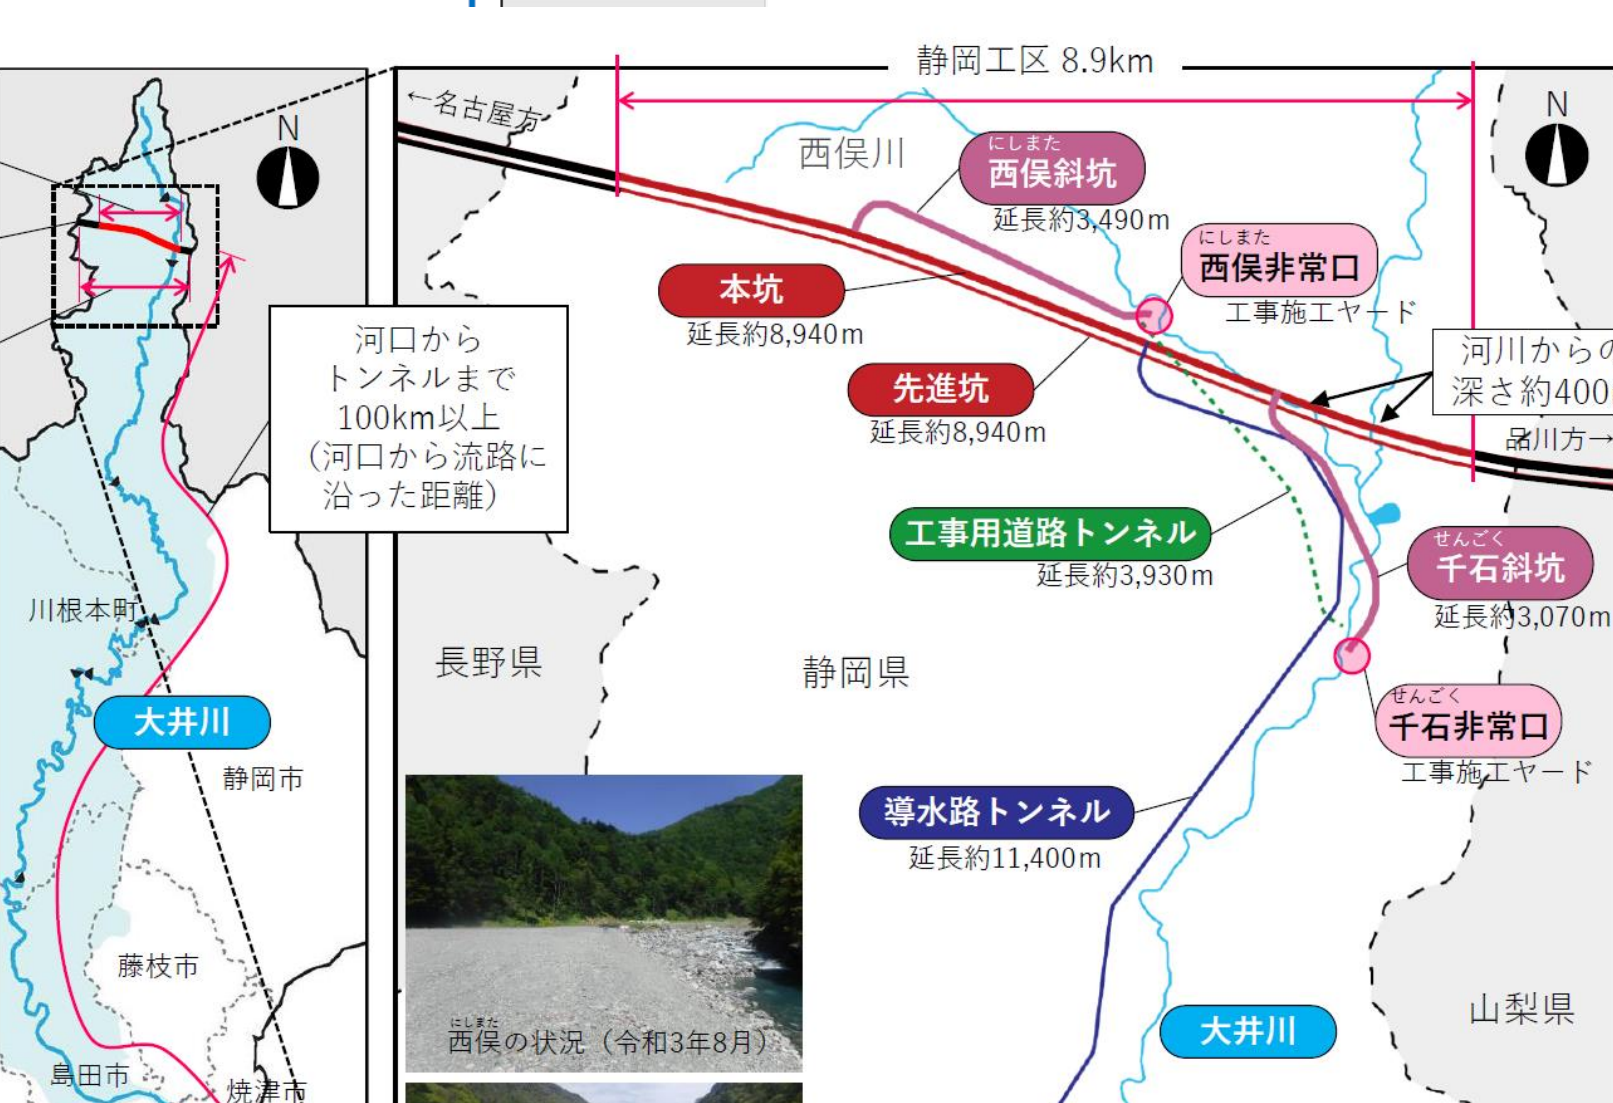 静岡工区 8.9km
←名古屋方
N
N
西俣川
にしまた
西俣斜坑
延長約3,490m
にしまた
西俣非常口
工事施工ヤード
本坑
延長約8,940m
先進坑
延長約8,940m
河川からの
深さ約400
品川方→
河口から
トンネルまで
100km以上
（河口から流路に
沿った距離）
工事用道路トンネル
延長約3,930m
せんごく
千石斜坑
延長約3,070m
川根本町
長野県
静岡県
せんごく
千石非常口
工事施工ヤード
大井川
静岡市
導水路トンネル
延長約11,400m
藤枝市
にしまた
西俣の状況（令和3年8月）
大井川
山梨県
島田市
焼津市